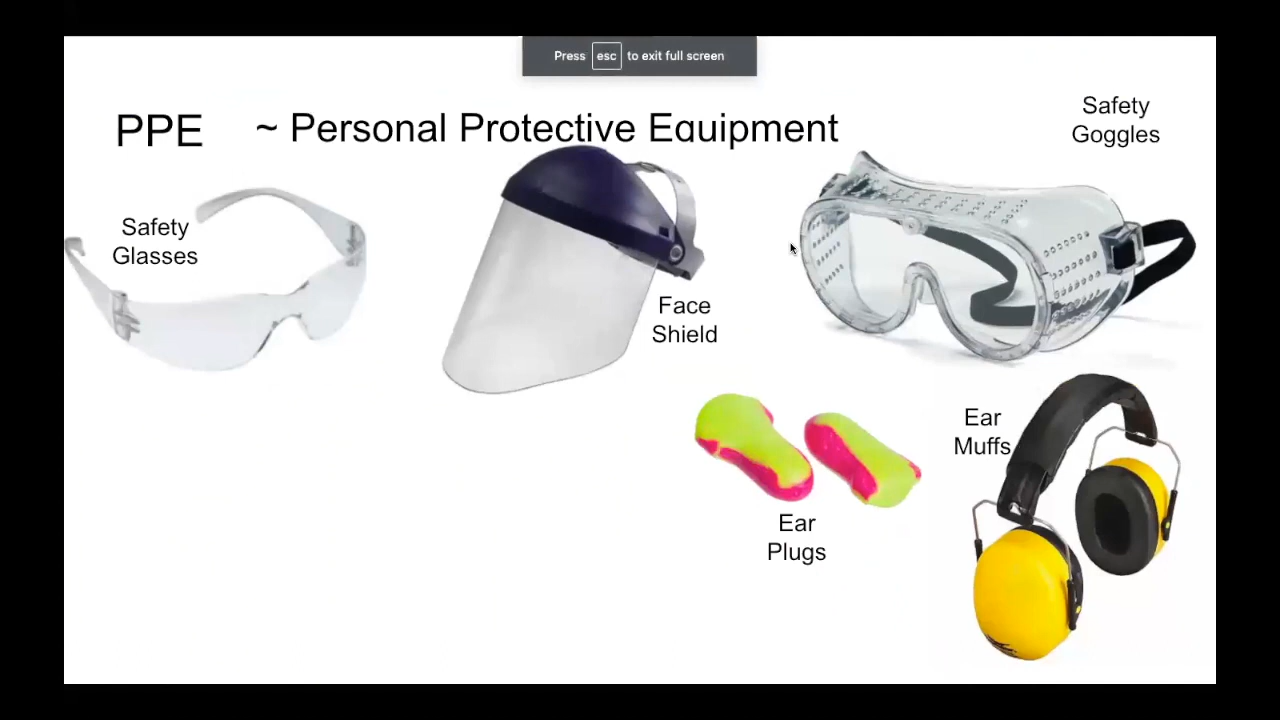 Press esc to exit full screen
PPE ~ Personal Protective Equipment
Safety
Goggles
Safety
Glasses
Face
Shield
Ear
Muffs
Ear
Plugs